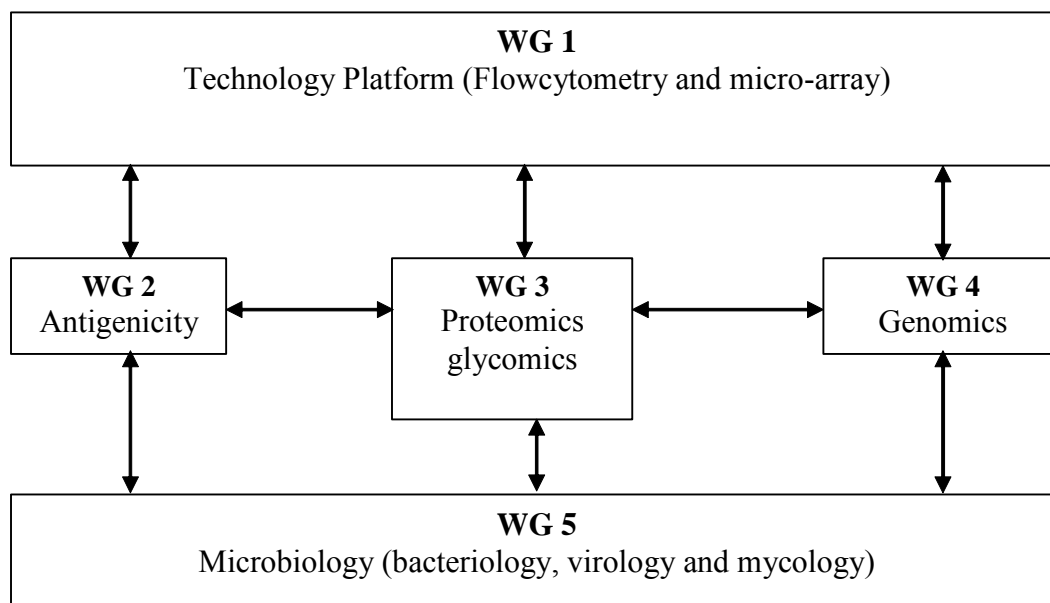 WG 1
Technology Platform (Flowcytometry and micro-array)
WG 2
Antigenicity
WG 3
Proteomics
glycomics
WG 4
Genomics
WG 5
Microbiology (bacteriology, virology and mycology)